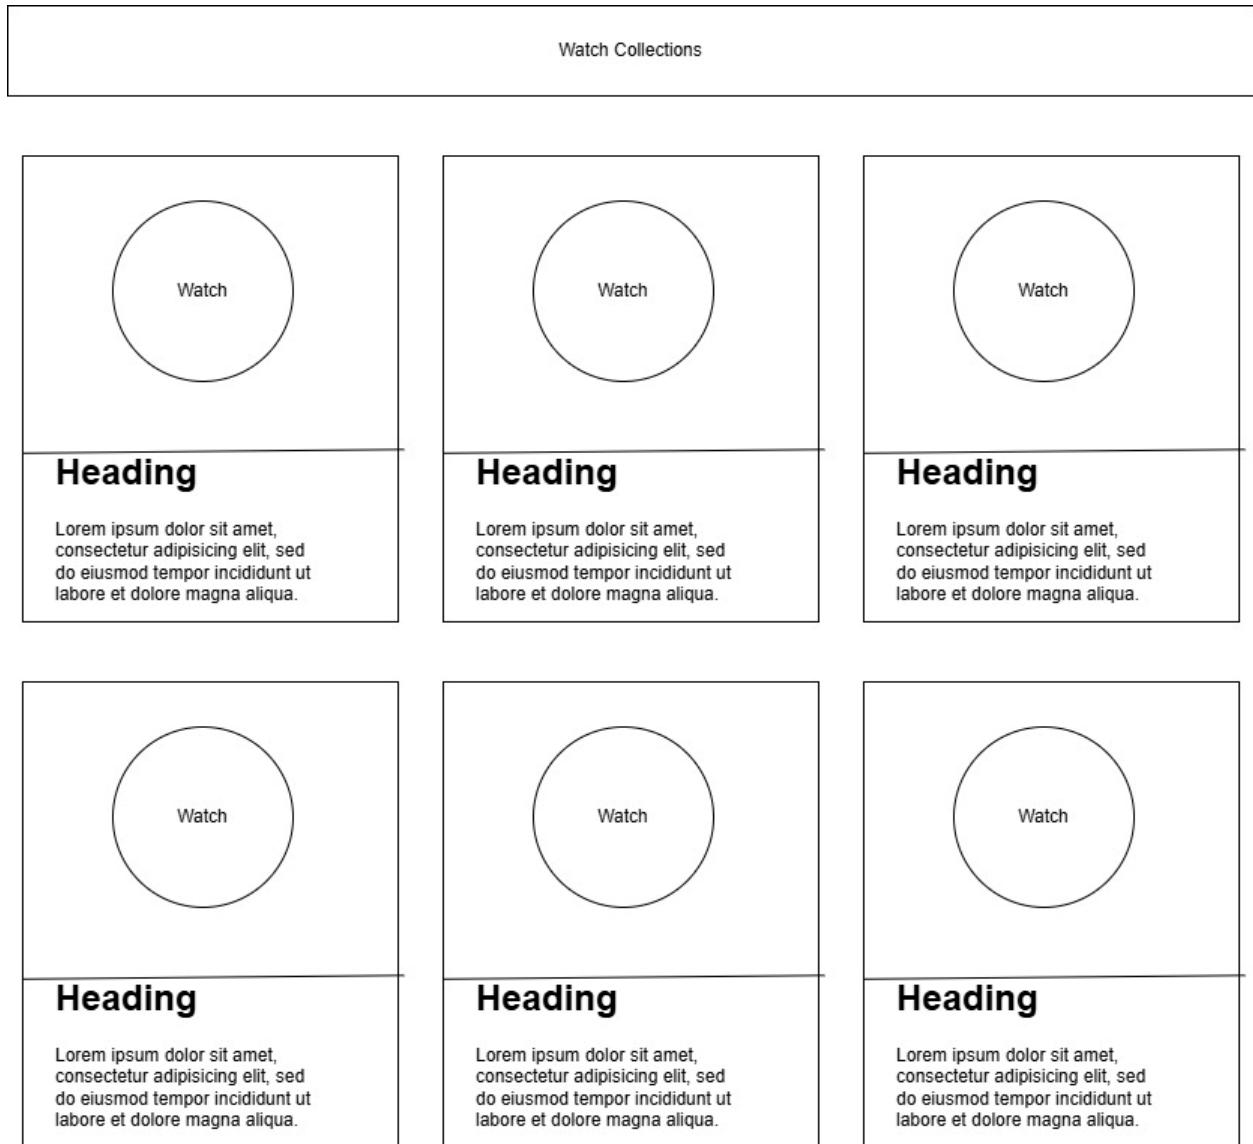 Watch Collections
Watch
Watch
Watch
Heading
Lorem ipsum dolor sit amet,
consectetur adipisicing elit, sed
do eiusmod tempor incididunt ut
labore et dolore magna aliqua.
Heading
Lorem ipsum dolor sit amet,
consectetur adipisicing elit, sed
do eiusmod tempor incididunt ut
labore et dolore magna aliqua.
Heading
Lorem ipsum dolor sit amet,
consectetur adipisicing elit, sed
do eiusmod tempor incididunt ut
labore et dolore magna aliqua.
Watch
Watch
Watch
Heading
Lorem ipsum dolor sit amet,
consectetur adipisicing elit, sed
do eiusmod tempor incididunt ut
labore et dolore magna aliqua.
Heading
Lorem ipsum dolor sit amet,
consectetur adipisicing elit, sed
do eiusmod tempor incididunt ut
labore et dolore magna aliqua.
Heading
Lorem ipsum dolor sit amet,
consectetur adipisicing elit, sed
do eiusmod tempor incididunt ut
labore et dolore magna aliqua.